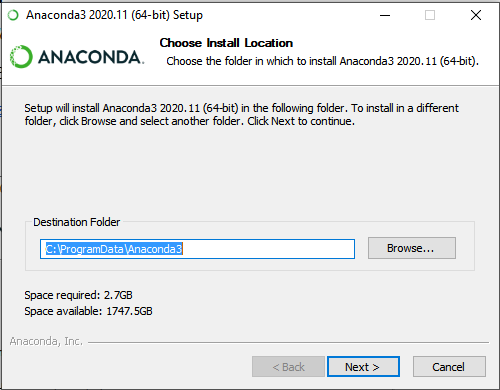 Anaconda3 2020.11 (64-bit) Setup
ANACONDA.
Choose Install Location
Choose the folder in which to install Anaconda3 2020.11 (64-bit).
Setup will install Anaconda3 2020.11 (64-bit) in the following folder. To install in a different
folder, click Browse and select another folder. Click Next to continue.
Destination Folder
C:\ProgramData\Anaconda3
Browse...
Space required: 2.7GB
Space available: 1747.5GB
Anaconda, Inc.
< Back
Next >
Cancel